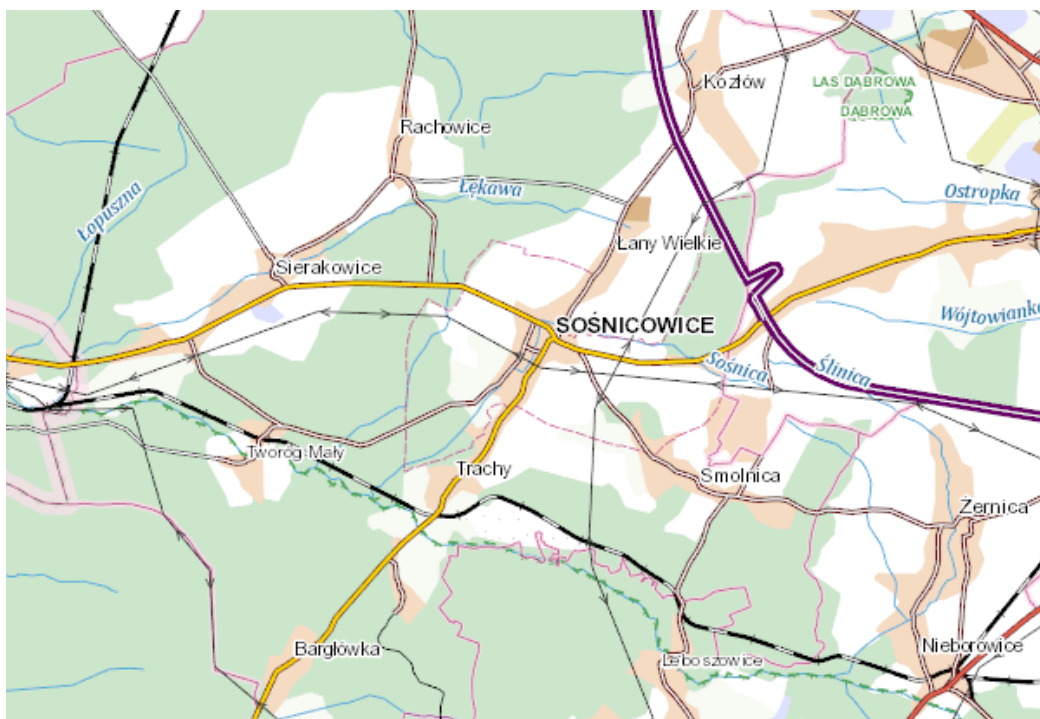 Kozłów
LAS DĄBROWA
DĄBROWA
Rachowice
Łękawa
Ostropka
Łopuszna
Łany Wielkie
Sierakowice
SOŚNICOWICE
Wójtowianka
Sośnica
Ślinica
Tworóg Mały
Trachy
Smolnica
Żernica
Bargłówka
Leboszowice
Nieborowice